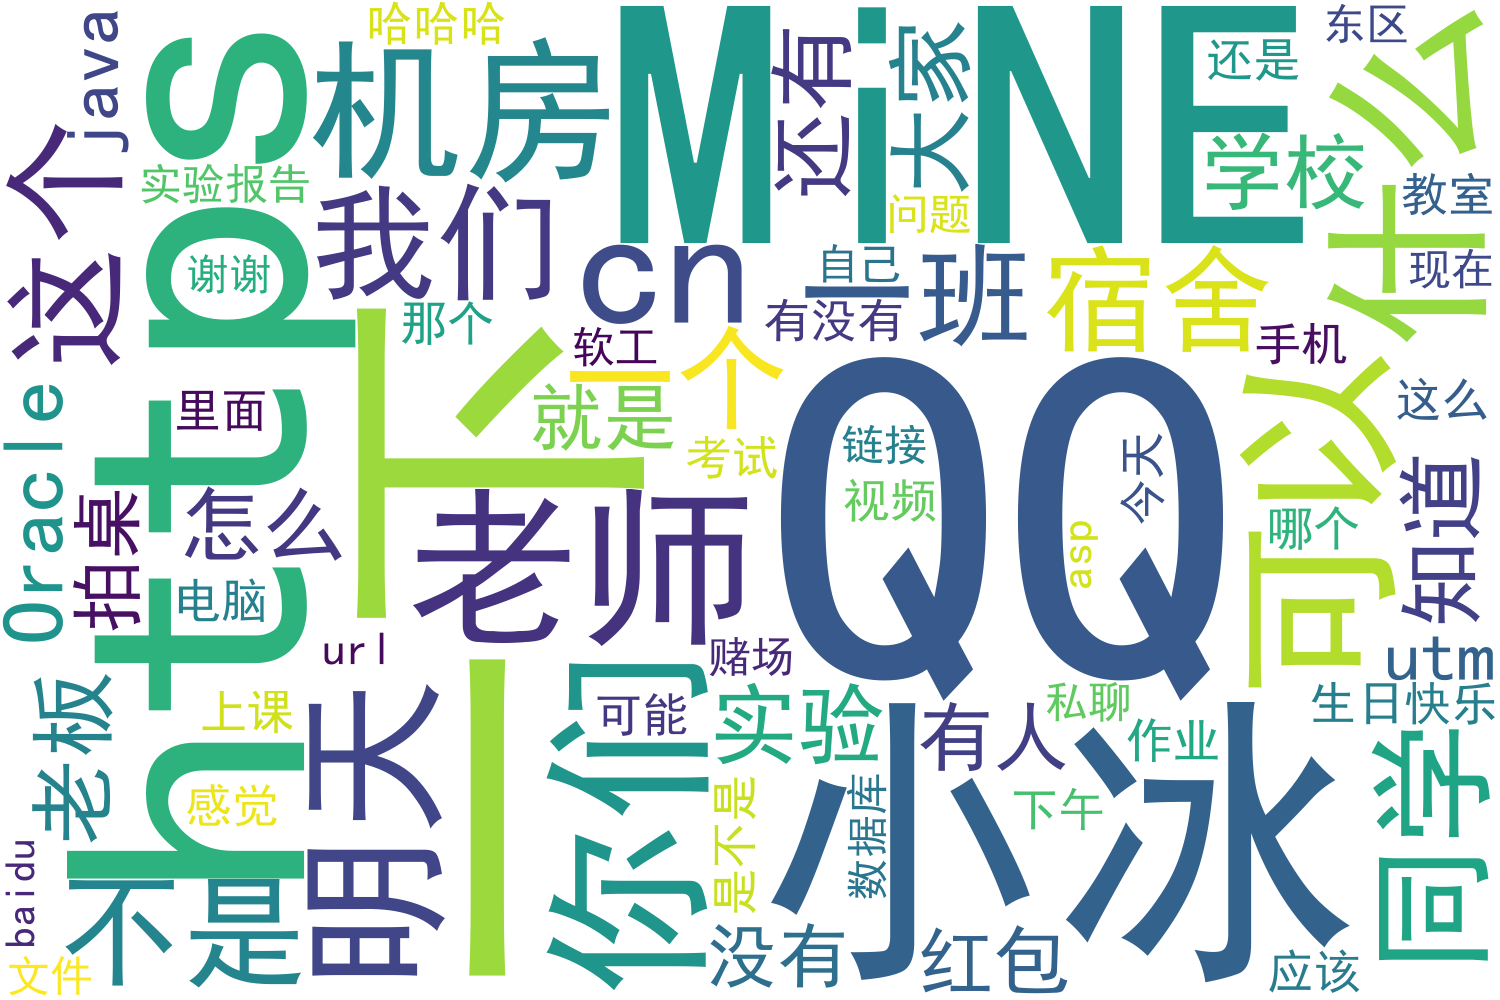 java
哈哈哈
MiNE
还有
大家
东区
还是
什么
https
机房
这个
实验报告
我们
学校
教室
问题
谢谢
cn
自己
一班
宿舍
现在
有没有
那个
一下
软工
一个
手机
QQ
可以
Oracle
里面
就是
考试
链接
今天
这么
知道
拍桌
怎么
老师
视频
asp
哪个
电脑
url
赌场
utm
老板
上课
明天
你们
可能
实验
小冰
有人
私聊
作业
生日快乐
同学
感觉
是不是
数据库
下午
baidu
不是
文件
没有
红包
应该